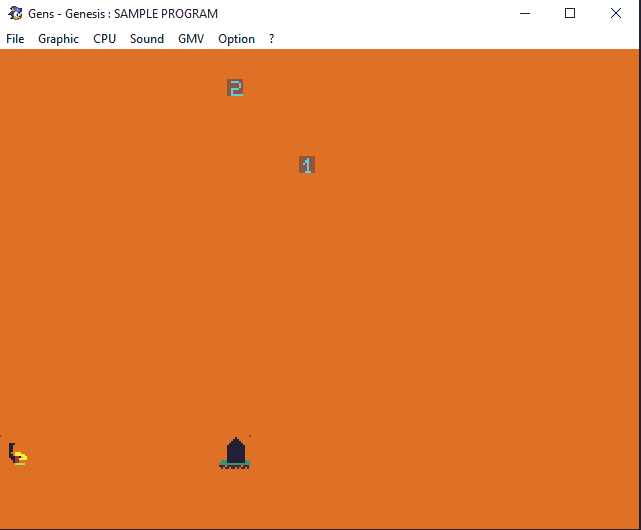 Gens - Genesis : SAMPLE PROGRAM
File Graphic CPU Sound GMV Option ?
2
1